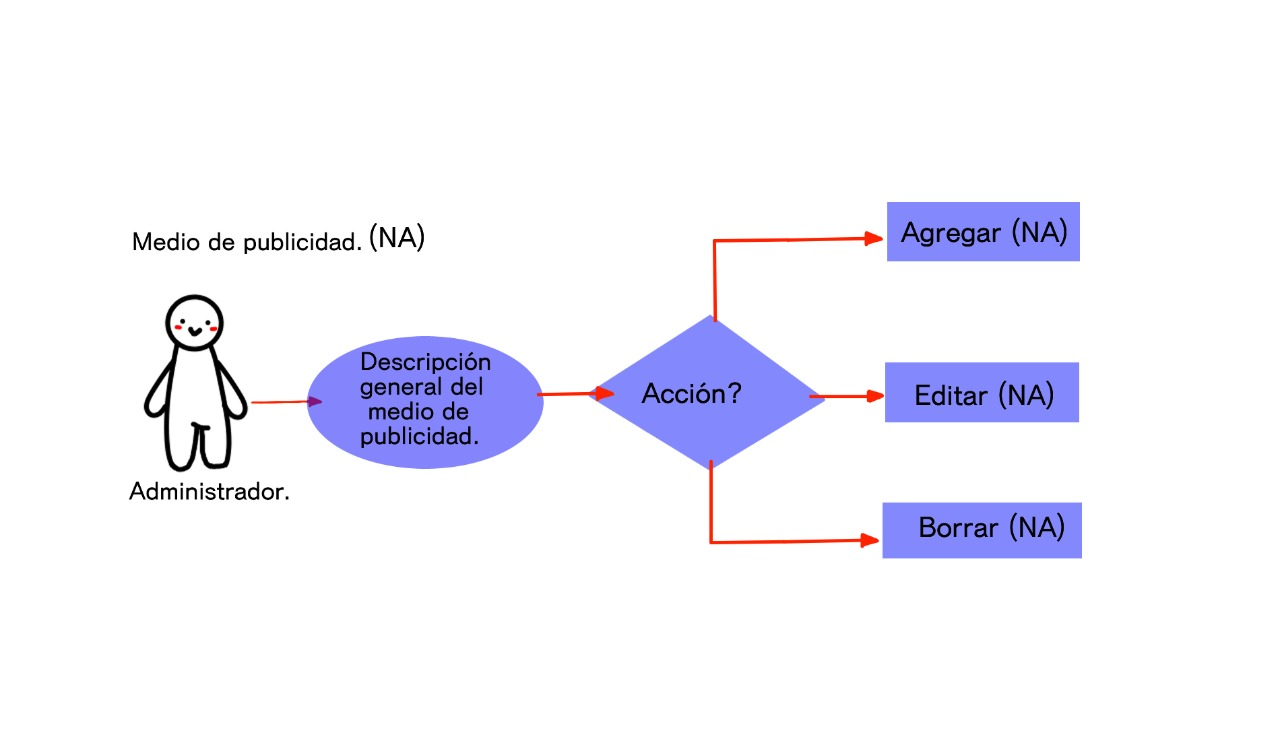 Medio de publicidad. (NA)
Administrador.
Descripción
general del
medio de
publicidad.
Acción?
Agregar (NA)
Editar (NA)
Borrar (NA)